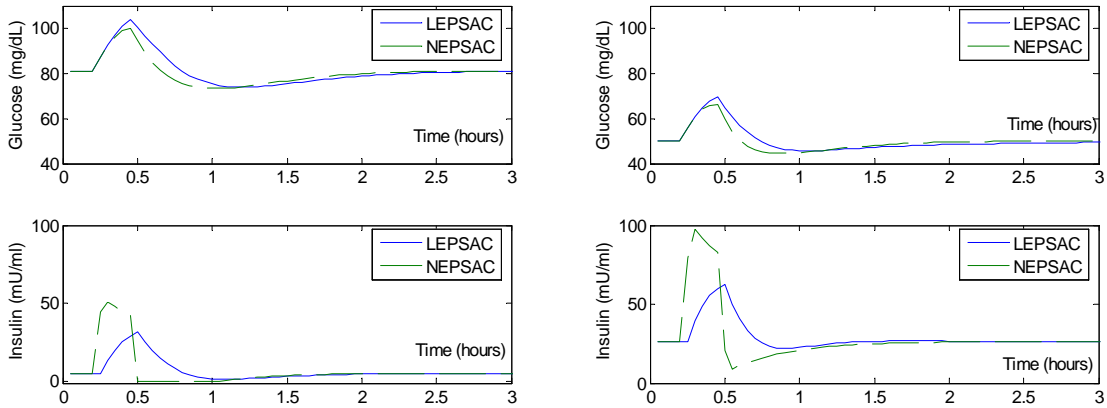 100
80
60
40
Glucose (mg/dL)
LEPSAC
NEPSAC
Time (hours)
0 0.5 1 1.5 2 2.5 3
100
80
60
40
Glucose (mg/dL)
LEPSAC
NEPSAC
Time (hours)
0 0.5 1 1.5 2 2.5 3
100
50
0
Insulin (mU/ml)
LEPSAC
NEPSAC
Time (hours)
0 0.5 1 1.5 2 2.5 3
100
50
0
Insulin (mU/ml)
LEPSAC
NEPSAC
Time (hours)
0 0.5 1 1.5 2 2.5 3